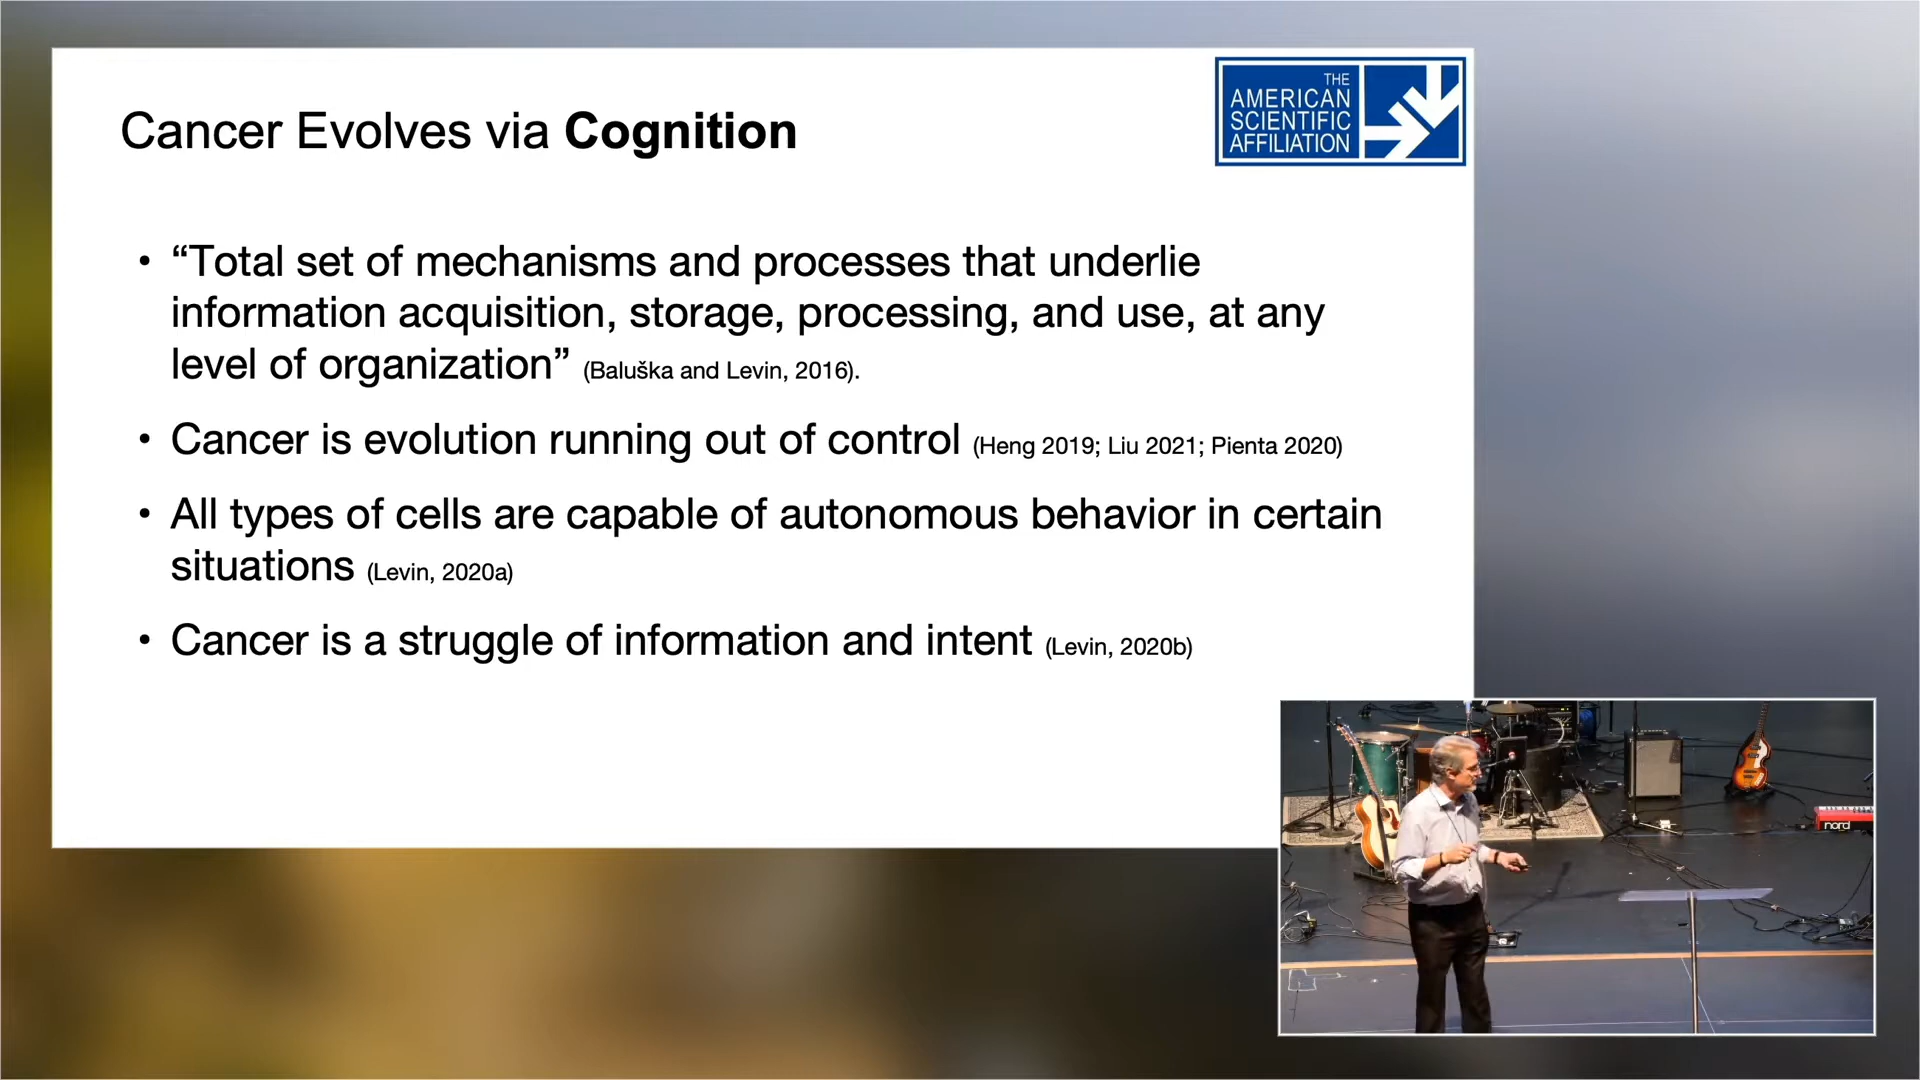 THE
AMERICAN
SCIENTIFIC
AFFILIATION
Cancer Evolves via Cognition
• “Total set of mechanisms and processes that underlie
information acquisition, storage, processing, and use, at any
level of organization” (Baluška and Levin, 2016).
• Cancer is evolution running out of control (Heng 2019; Liu 2021; Pienta 2020)
• All types of cells are capable of autonomous behavior in certain
situations (Levin, 2020a)
• Cancer is a struggle of information and intent (Levin, 2020b)
nord